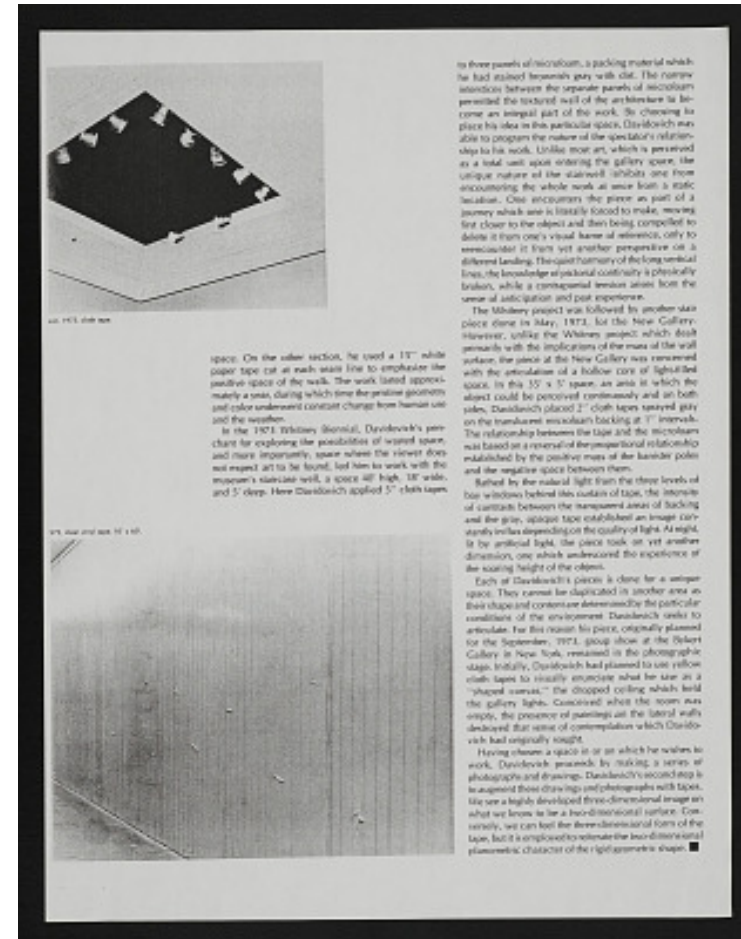 out, 1973, cloth tape.
space. On the other section, he used a 15" white
paper tape cut at each seam line to emphasize the
positive space of the walk. The work lasted approxi-
mately a year, during which time the pristine geometry
and color underwent constant change from human use
and the weather.
In the 1973 Whitney Biennial, Davidovich's pen-
chant for exploring the possibilities of wasted space,
and more importantly, space where the viewer does
not expect art to be found, led him to work with the
museum's staircase well, a space 40' high, 18' wide,
and 5' deep. Here Davidovich applied 5" cloth tapes
clear vinyl tape,
to three panels of microfoam, a packing material which
he had stained brownish gray with dirt. The narrow
interstices between the separate panels of microfoam
permitted the textured wall of the architecture to be-
come an integral part of the work. By choosing to
place his idea in this particular space, Davidovich was
able to program the nature of the spectator's relation-
ship to his work. Unlike most art, which is perceived
as a total unit upon entering the gallery space, the
unique nature of the stairwell inhibits one from
encountering the whole work at once from a static
location. One encounters the piece as part of a
journey which one is literally forced to make, moving
first closer to the object and then being compelled to
delete it from one's visual frame of reference, only to
reencounter it from yet another perspective on a
different landing. The quiet harmony of the long vertical
lines, the knowledge of pictorial continuity is physically
broken, while a contrapuntal tension arises from the
sense of anticipation and past experience.
The Whitney project was followed by another stair
piece done in May, 1973, for the New Gallery.
However, unlike the Whitney project which dealt
primarily with the implications of the mass of the wall
surface, the piece at the New Gallery was concerned
with the articulation of a hollow core of light-filled
space. In this 35' x 5' space, an area in which the
object could be perceived continuously and on both
sides, Davidovich placed 2" cloth tapes sprayed gray
on the translucent microfoam backing at 1" intervals.
The relationship between the tape and the microfoam
was based on a reversal of the proportional relationship
established by the positive mass of the banister poles
and the negative space between them.
Bathed by the natural light from the three levels of
bay windows behind this curtain of tape, the intensity
of contrasts between the transparent areas of backing
and the gray, opaque tape established an image con-
stantly in flux depending on the quality of light. At night,
lit by artificial light, the piece took on yet another
dimension, one which underscored the experience of
the soaring height of the object.
Each of Davidovich's pieces is done for a unique
space. They cannot be duplicated in another area as
their shape and content are determined by the particular
conditions of the environment Davidovich seeks to
articulate. For this reason his piece, originally planned
for the September, 1973, group show at the Bykert
Gallery in New York, remained in the photographic
stage. Initially, Davidovich had planned to use yellow
cloth tapes to visually enunciate what he saw as a
"shaped canvas," the dropped ceiling which held
the gallery lights. Conceived when the room was
empty, the presence of paintings on the lateral walls
destroyed that sense of contemplation which Davido-
vich had originally sought.
Having chosen a space in or on which he wishes to
work, Davidovich proceeds by making a series of
photographs and drawings. Davidovich's second step is
to augment these drawings and photographs with tapes.
We see a highly developed three-dimensional image on
what we know to be a two-dimensional surface. Con-
versely, we can feel the three-dimensional form of the
tape, but it is employed to reiterate the two-dimensional
planometric character of the rigid geometric shape.